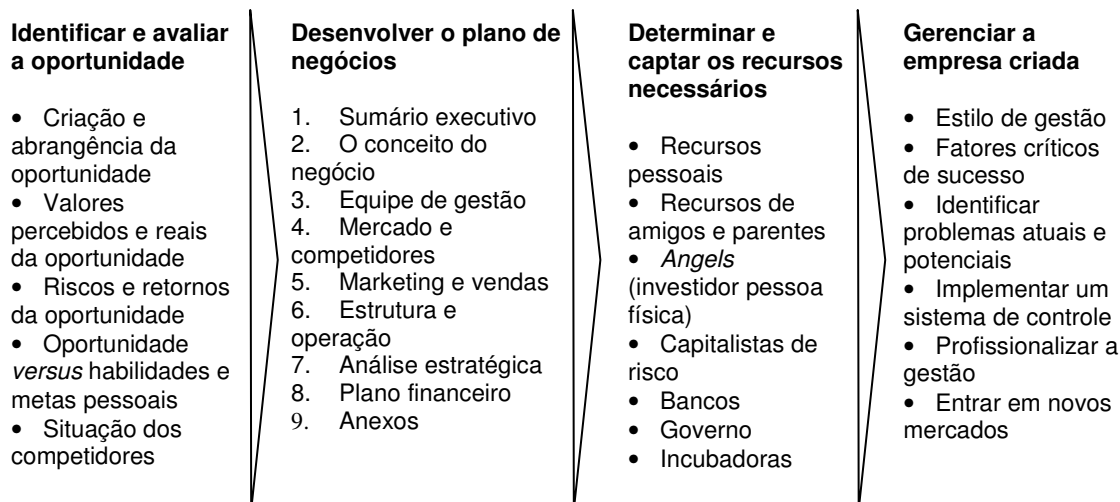 Identificar e avaliar
a oportunidade
• Criação e
abrangência da
oportunidade
• Valores
percebidos e reais
da oportunidade
• Riscos e retornos
da oportunidade
• Oportunidade
versus habilidades e
metas pessoais
• Situação dos
competidores
Desenvolver o plano de
negócios
1. Sumário executivo
2. O conceito do
negócio
3. Equipe de gestão
4. Mercado e
competidores
5. Marketing e vendas
6. Estrutura e
operação
7. Análise estratégica
8. Plano financeiro
9. Anexos
Determinar e
captar os recursos
necessários
• Recursos
pessoais
• Recursos de
amigos e parentes
• Angels
(investidor pessoa
física)
• Capitalistas de
risco
• Bancos
• Governo
• Incubadoras
Gerenciar a
empresa criada
• Estilo de gestão
• Fatores críticos
de sucesso
• Identificar
problemas atuais e
potenciais
• Implementar um
sistema de controle
• Profissionalizar a
gestão
• Entrar em novos
mercados